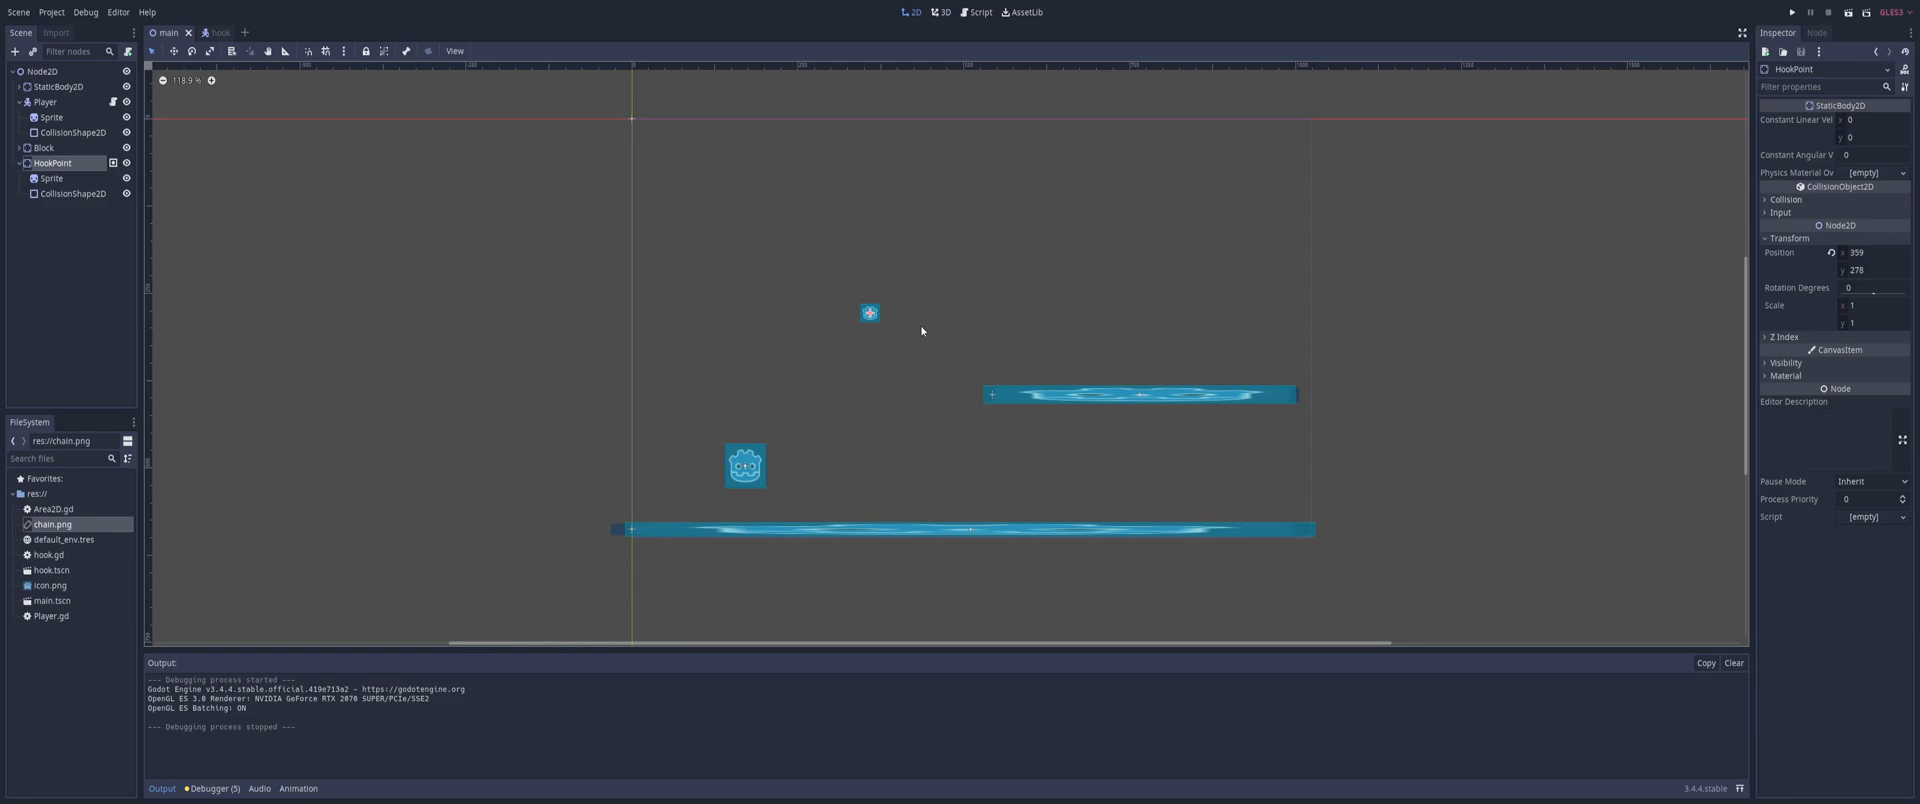 Scene Project Debug Editor Help
2D 3D Script AssetLib
GLES3
Scene Import
Filter nodes
Node2D
StaticBody2D
Player
Sprite
CollisionShape2D
Block
HookPoint
Sprite
CollisionShape2D
FileSystem
res://chain.png
Search files
Favorites:
res://
Area2D.gd
chain.png
default_env.tres
hook.gd
hook.tscn
icon.png
main.tscn
Player.gd
main hook
View
118.9 %
Output: Copy Clear
--- Debugging process started ---
Godot Engine v3.4.4.stable.official.419e713a2 - https://godotengine.org
OpenGL ES 3.0 Renderer: NVIDIA GeForce RTX 2070 SUPER/PCIe/SSE2
OpenGL ES Batching: ON
--- Debugging process stopped ---
Output Debugger (5) Audio Animation 3.4.4.stable
Inspector Node
HookPoint
Filter properties
StaticBody2D
Constant Linear Vel x 0
y 0
Constant Angular V 0
Physics Material Ov [empty]
CollisionObject2D
Collision
Input
Node2D
Transform
Position x 359
y 278
Rotation Degrees 0
Scale x 1
y 1
Z Index
CanvasItem
Visibility
Material
Node
Editor Description
Pause Mode Inherit
Process Priority 0
Script [empty]